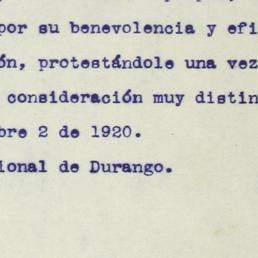 por su benevolencia y efi
ón, protestándole una vez
consideración muy distin
bre 2 de 1920.
ional de Durango.